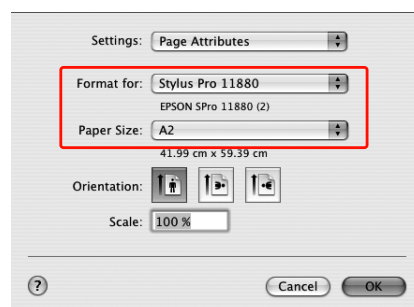 Settings: Page Attributes
Format for: Stylus Pro 11880
EPSON SPro 11880 (2)
Paper Size: A2
41.99 cm x 59.39 cm
Orientation:
Scale: 100 %
? Cancel OK